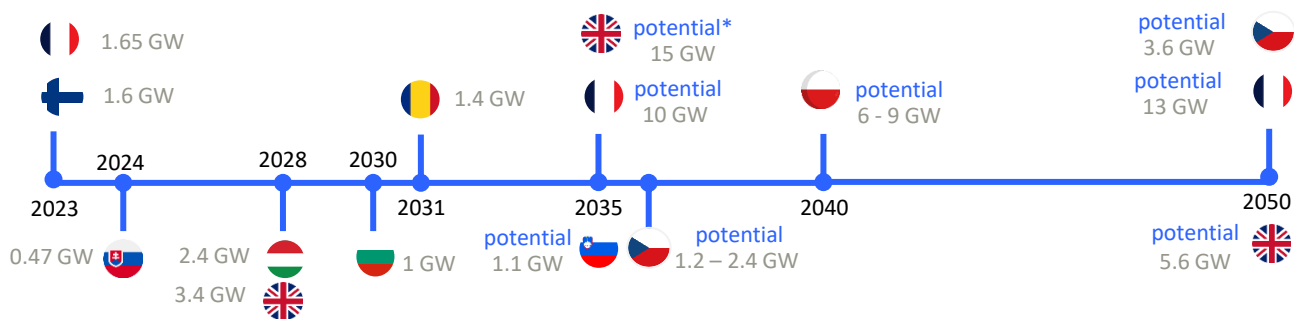 1.65 GW
1.6 GW
1.4 GW
potential*
15 GW
potential
10 GW
potential
6 - 9 GW
potential
3.6 GW
potential
13 GW
2024
2028
2030
2023
2031
2035
2040
2050
0.47 GW
2.4 GW
3.4 GW
1 GW
potential
1.1 GW
potential
1.2 – 2.4 GW
potential
5.6 GW